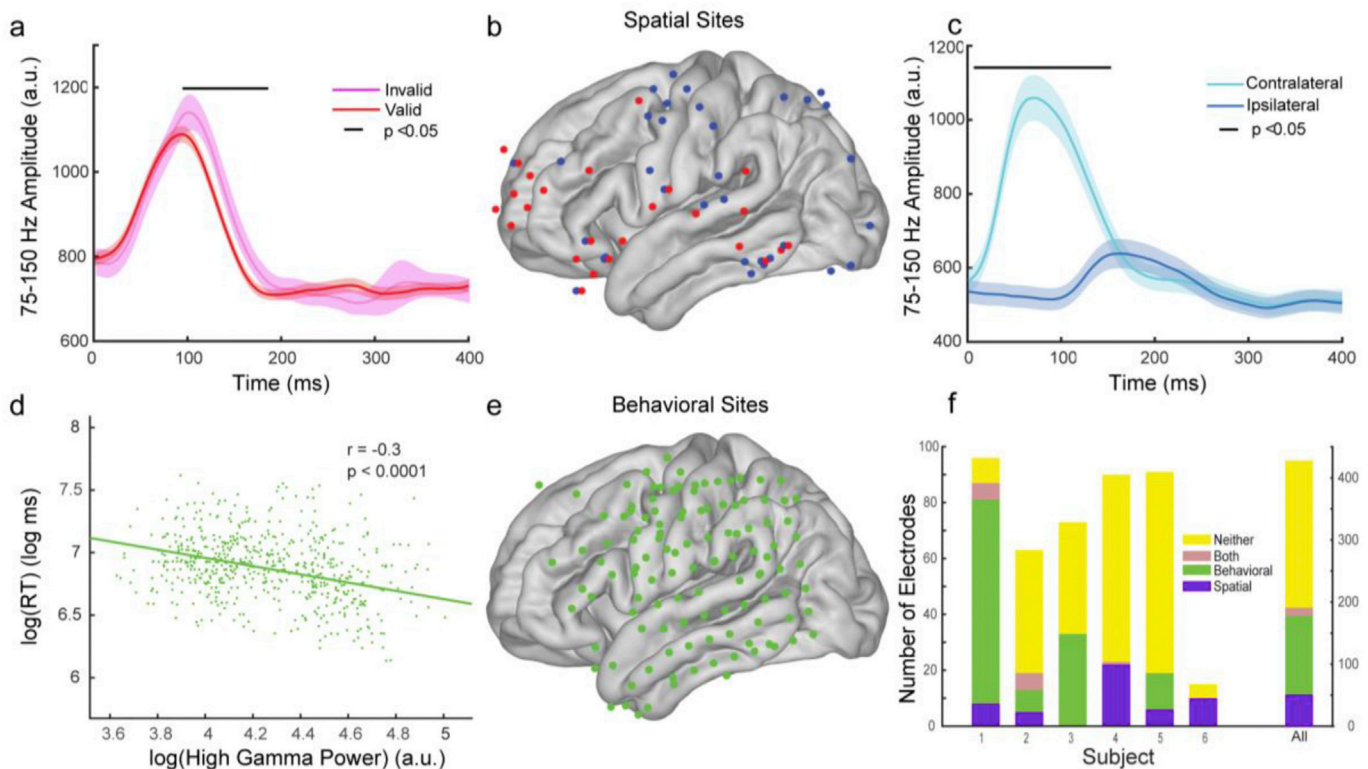 a
75-150 Hz Amplitude (a.u.)
1200
1000
800
600
0
100
200
300
400
Time (ms)
Invalid
Valid
p <0.05
b
Spatial Sites
c
75-150 Hz Amplitude (a.u.)
1200
1000
800
600
400
0
100
200
300
400
Time (ms)
Contralateral
Ipsilateral
p <0.05
d
log(RT) (log ms)
8
7.5
7
6.5
6
3.6
3.8
4
4.2
4.4
4.6
4.8
5
log(High Gamma Power) (a.u.)
r = -0.3
p < 0.0001
e
Behavioral Sites
f
Number of Electrodes
100
80
60
40
20
0
400
300
200
100
0
Neither
Both
Behavioral
Spatial
1
2
3
4
5
6
All
Subject